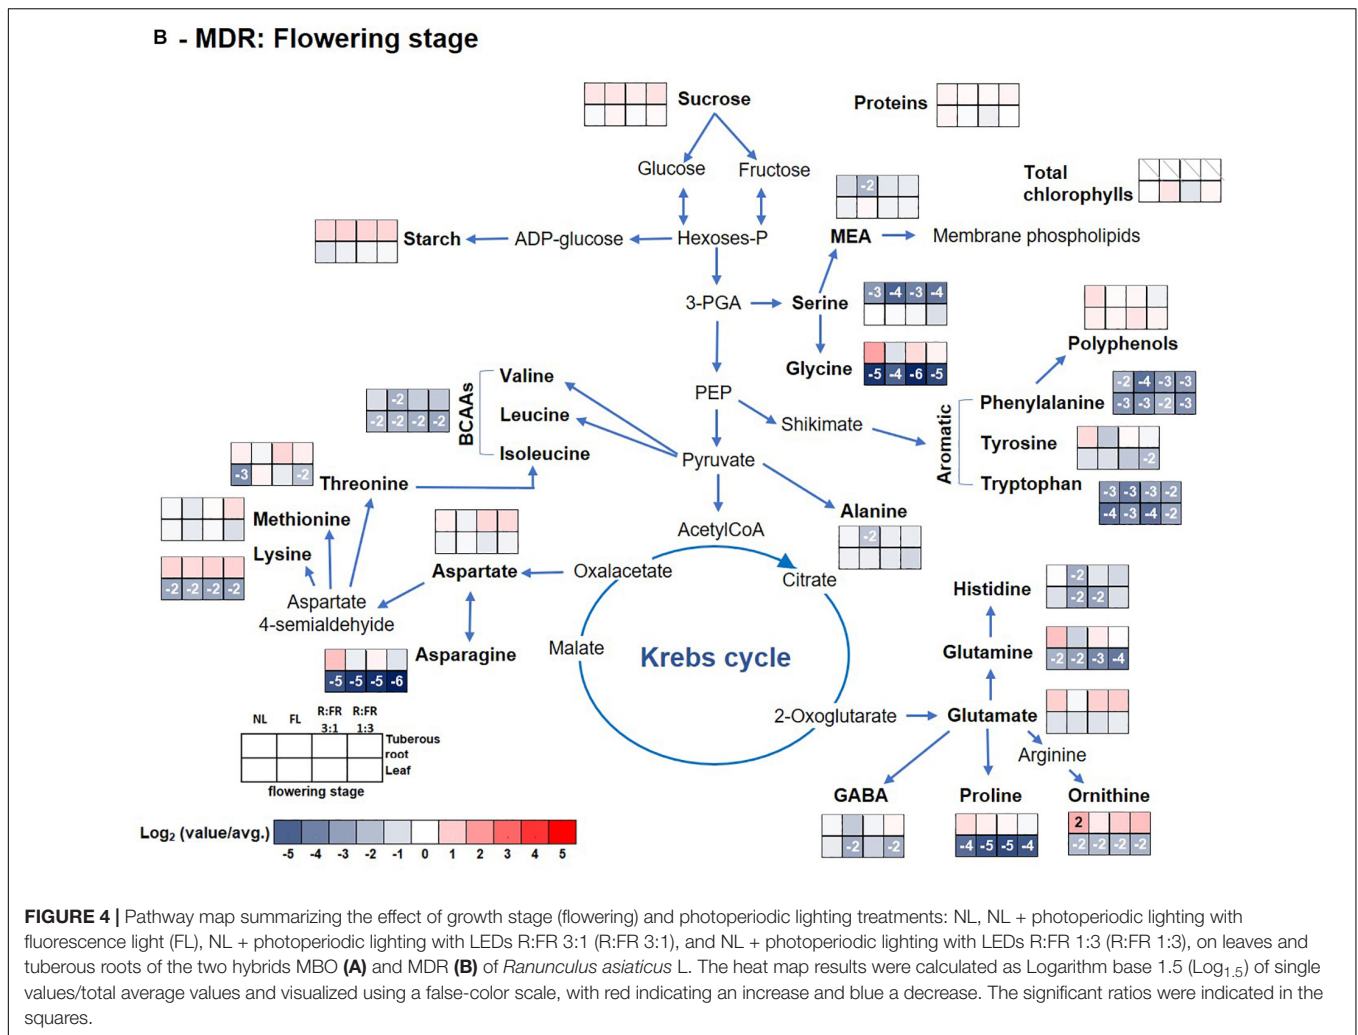 B - MDR: Flowering stage
Sucrose
Proteins
Glucose
Fructose
Total
chlorophylls
-2
Starch
ADP-glucose
Hexoses-P
MEA
Membrane phospholipids
3-PGA
Serine
-3 -4 -3 -4
Glycine
-5 -4 -6 -5
Polyphenols
BCAAs
Valine
Leucine
Isoleucine
-2
-2 -2 -2 -2
PEP
Shikimate
Aromatic
Phenylalanine
-2 -4 -3 -3
-3 -3 -2 -3
Tyrosine
-2
Tryptophan
-3 -3 -3 -2
-4 -3 -4 -2
Pyruvate
-3 -2
Threonine
Methionine
Lysine
-2 -2 -2 -2
Alanine
-2
AcetylCoA
Aspartate
Oxalacetate
Citrate
Aspartate
4-semialdehyide
Histidine
-2
-2 -2
Malate
Krebs cycle
Asparagine
-5 -5 -5 -6
Glutamine
-2 -2 -3 -4
2-Oxoglutarate
Glutamate
Arginine
NL FL R:FR 3:1 R:FR 1:3
Tuberous
root
Leaf
flowering stage
GABA
-2 -2
Proline
-4 -5 -5 -4
Ornithine
2
-2 -2 -2 -2
Log2 (value/avg.)
-5 -4 -3 -2 -1 0 1 2 3 4 5
FIGURE 4 | Pathway map summarizing the effect of growth stage (flowering) and photoperiodic lighting treatments: NL, NL + photoperiodic lighting with
fluorescence light (FL), NL + photoperiodic lighting with LEDs R:FR 3:1 (R:FR 3:1), and NL + photoperiodic lighting with LEDs R:FR 1:3 (R:FR 1:3), on leaves and
tuberous roots of the two hybrids MBO (A) and MDR (B) of Ranunculus asiaticus L. The heat map results were calculated as Logarithm base 1.5 (Log1.5) of single
values/total average values and visualized using a false-color scale, with red indicating an increase and blue a decrease. The significant ratios were indicated in the
squares.